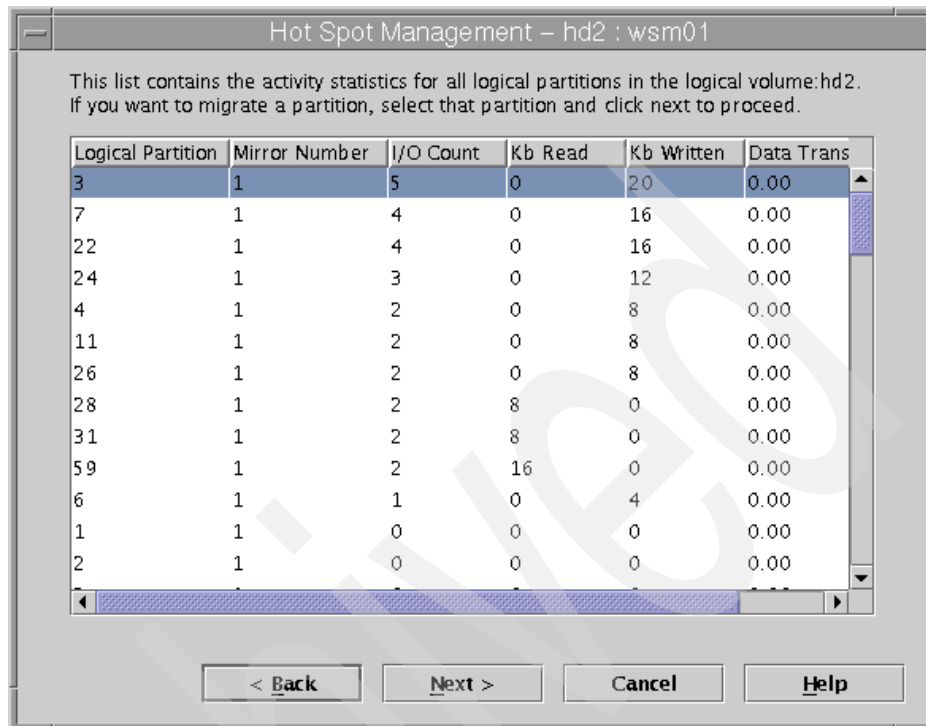 Hot Spot Management – hd2 : wsm01
This list contains the activity statistics for all logical partitions in the logical volume:hd2.
If you want to migrate a partition, select that partition and click next to proceed.
Logical Partition Mirror Number I/O Count Kb Read Kb Written Data Trans
3 1 5 0 20 0.00
7 1 4 0 16 0.00
22 1 4 0 16 0.00
24 1 3 0 12 0.00
4 1 2 0 8 0.00
11 1 2 0 8 0.00
26 1 2 0 8 0.00
28 1 2 8 0 0.00
31 1 2 8 0 0.00
59 1 2 16 0 0.00
6 1 1 0 4 0.00
1 1 0 0 0 0.00
2 1 0 0 0 0.00
< Back Next > Cancel Help